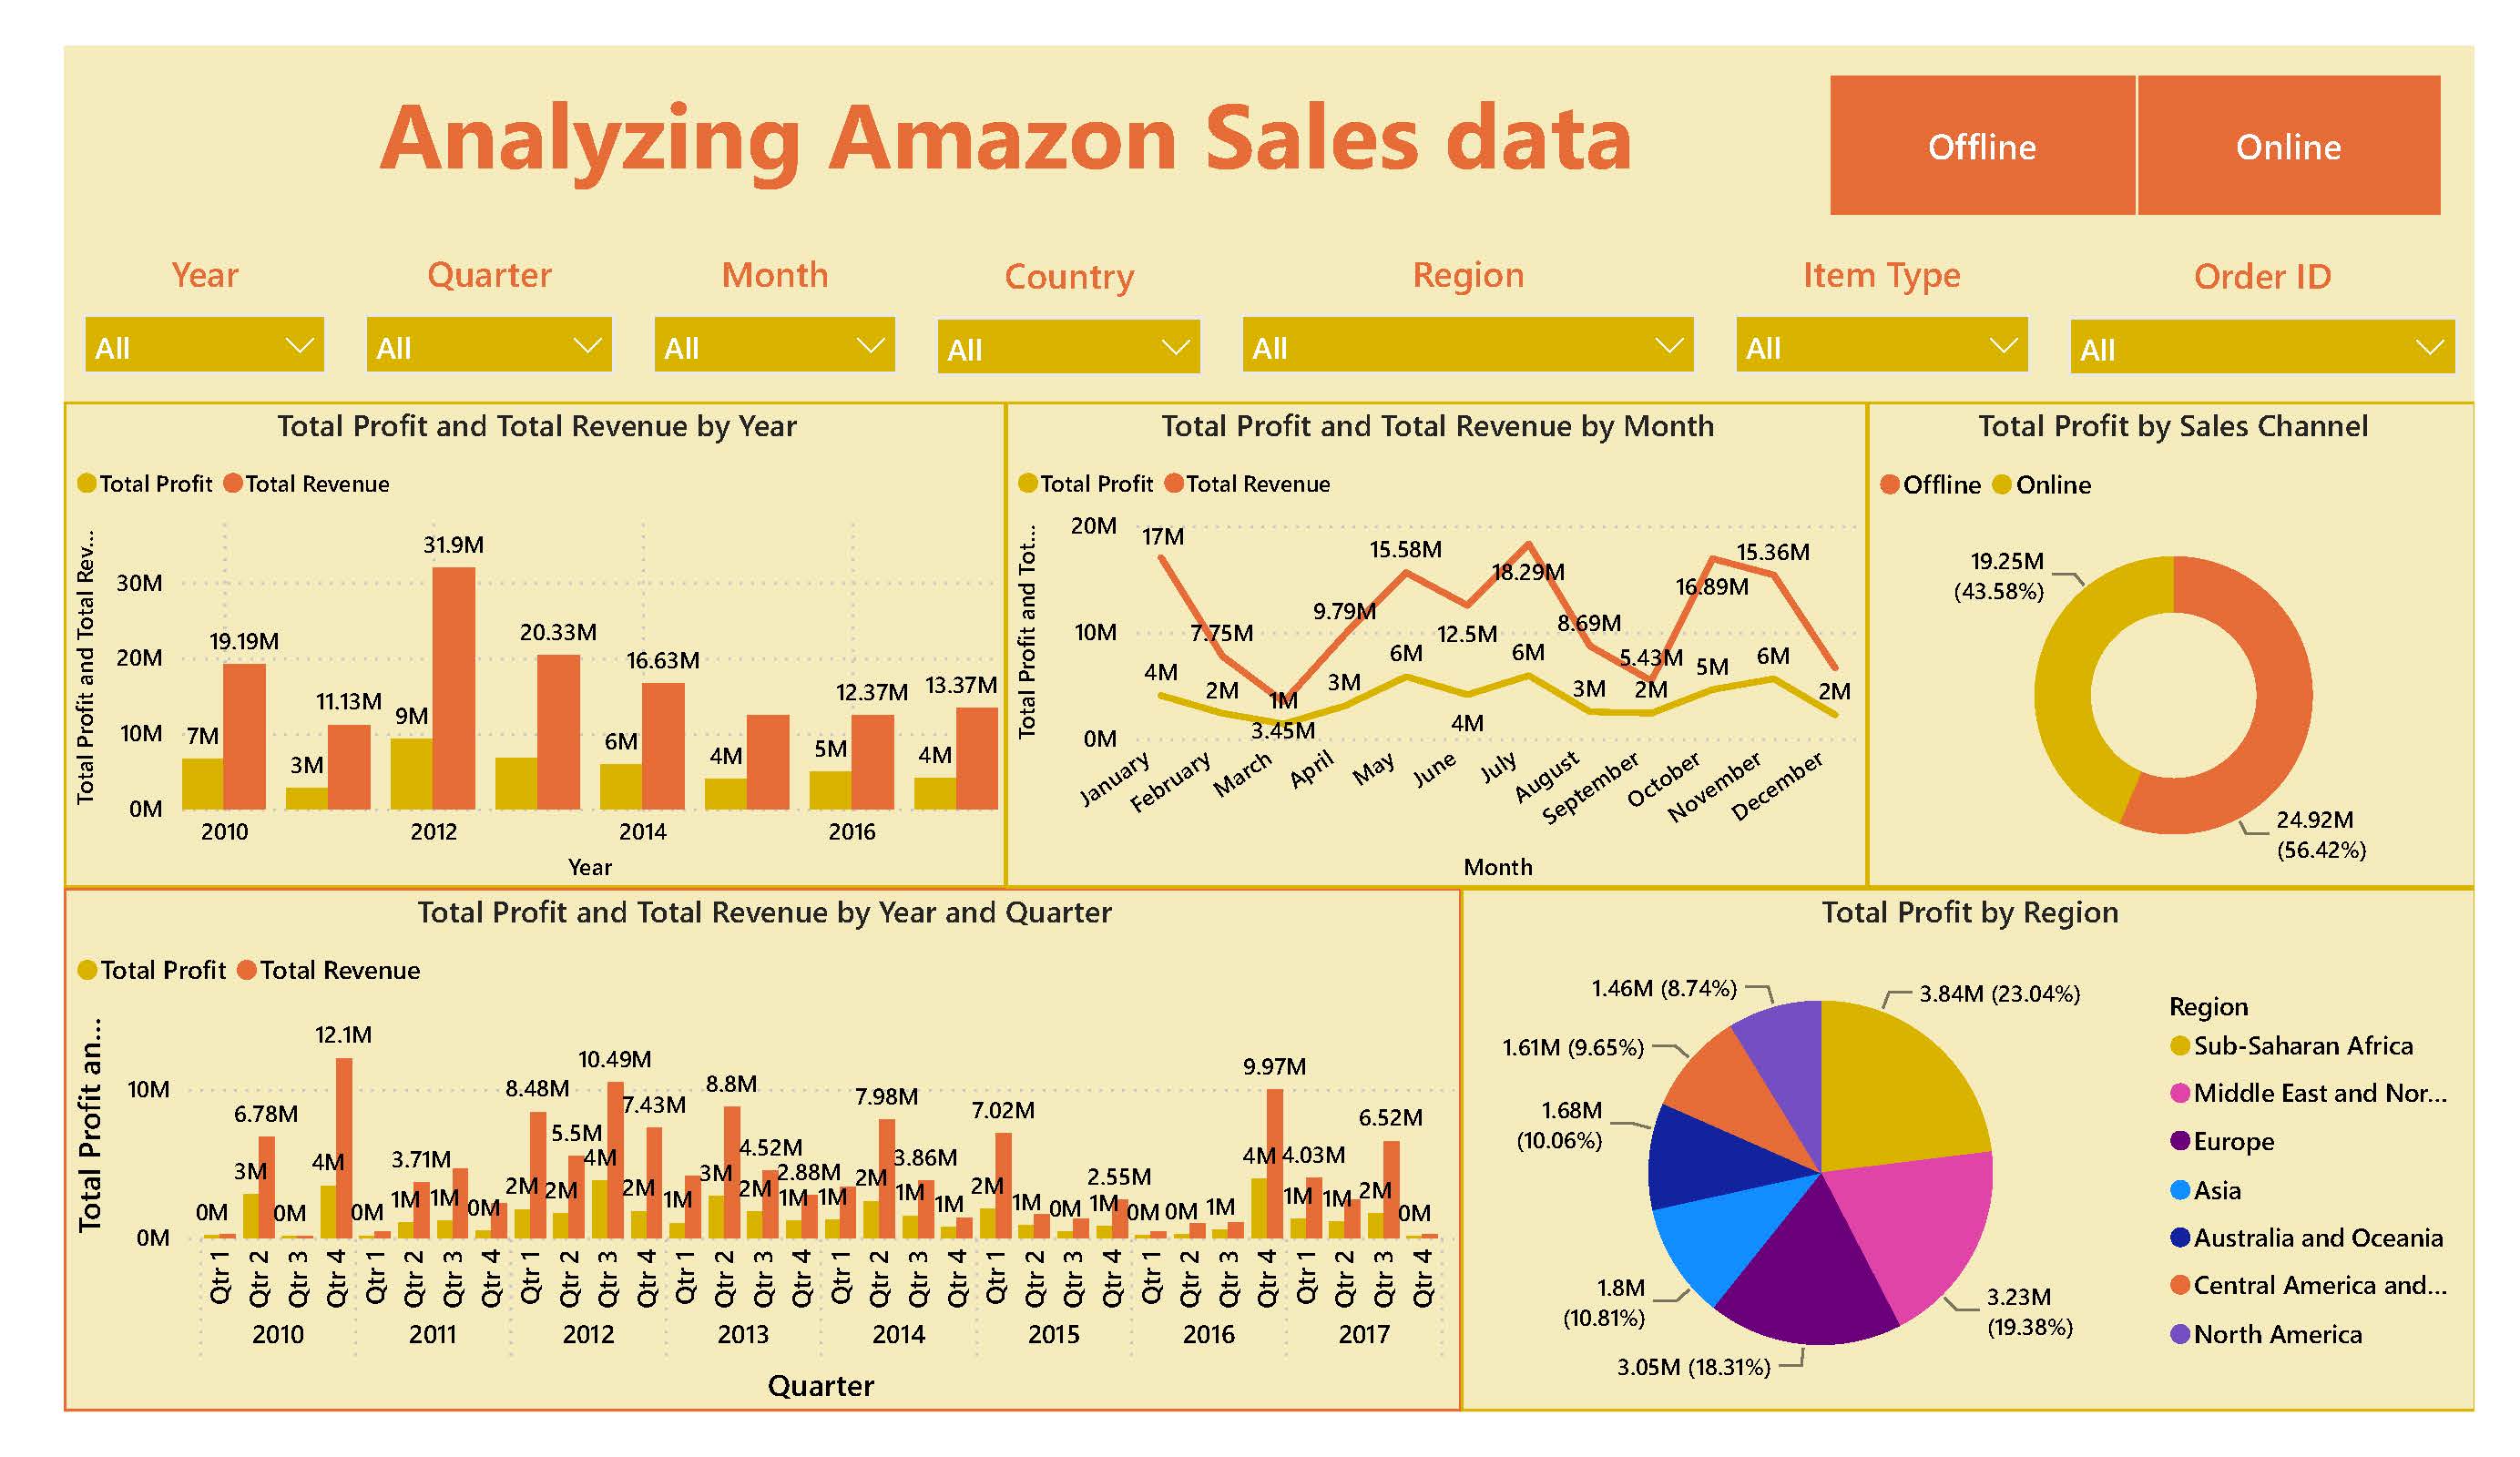 Analyzing Amazon Sales data
Offline
Online
Year
Quarter
Month
Country
Region
Item Type
Order ID
All
All
All
All
All
All
All
Total Profit and Total Revenue by Year
Total Profit Total Revenue
Total Profit and Total Rev...
30M
20M
10M
0M
7M
19.19M
3M
11.13M
9M
31.9M
20.33M
6M
16.63M
4M
5M
12.37M
4M
13.37M
2010
2012
2014
2016
Year
Total Profit and Total Revenue by Month
Total Profit Total Revenue
Total Profit and Tot...
20M
10M
0M
17M
7.75M
3.45M
9.79M
15.58M
12.5M
18.29M
8.69M
5.43M
16.89M
15.36M
4M
2M
1M
3M
6M
4M
6M
3M
2M
5M
6M
2M
January
February
March
April
May
June
July
August
September
October
November
December
Month
Total Profit by Sales Channel
Offline Online
19.25M
(43.58%)
24.92M
(56.42%)
Total Profit and Total Revenue by Year and Quarter
Total Profit Total Revenue
Total Profit an...
10M
0M
0M
3M
6.78M
0M
4M
12.1M
0M
1M
3.71M
1M
0M
2M
8.48M
2M
5.5M
4M
10.49M
2M
7.43M
1M
3M
8.8M
2M
4.52M
1M
2.88M
1M
2M
7.98M
1M
3.86M
1M
2M
7.02M
1M
0M
1M
2.55M
0M
0M
1M
4M
9.97M
1M
4.03M
1M
2M
6.52M
0M
Qtr 1
Qtr 2
Qtr 3
Qtr 4
Qtr 1
Qtr 2
Qtr 3
Qtr 4
Qtr 1
Qtr 2
Qtr 3
Qtr 4
Qtr 1
Qtr 2
Qtr 3
Qtr 4
Qtr 1
Qtr 2
Qtr 3
Qtr 4
Qtr 1
Qtr 2
Qtr 3
Qtr 4
Qtr 1
Qtr 2
Qtr 3
Qtr 4
Qtr 1
Qtr 2
Qtr 3
Qtr 4
2010
2011
2012
2013
2014
2015
2016
2017
Quarter
Total Profit by Region
3.84M (23.04%)
3.23M
(19.38%)
3.05M (18.31%)
1.8M
(10.81%)
1.68M
(10.06%)
1.61M (9.65%)
1.46M (8.74%)
Region
Sub-Saharan Africa
Middle East and Nor...
Europe
Asia
Australia and Oceania
Central America and...
North America